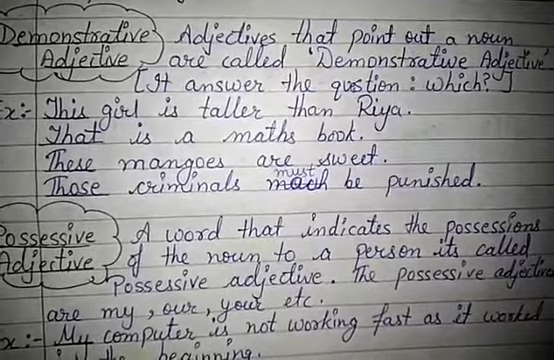 Demonstrative Adjectives that point out a noun
Adjective are called 'Demonstrative Adjective'
[It answer the qustion : which?]
Ex:- This girl is taller than Riya.
That is a maths book.
These mangoes are sweet.
Those criminals must be punished.
Possessive A word that indicates the possessions
Adjective of the noun to a person its called
Possessive adjective. The possessive adjective
are my, our, your etc.
Ex:- My computer is not working fast as it worked
beginning.